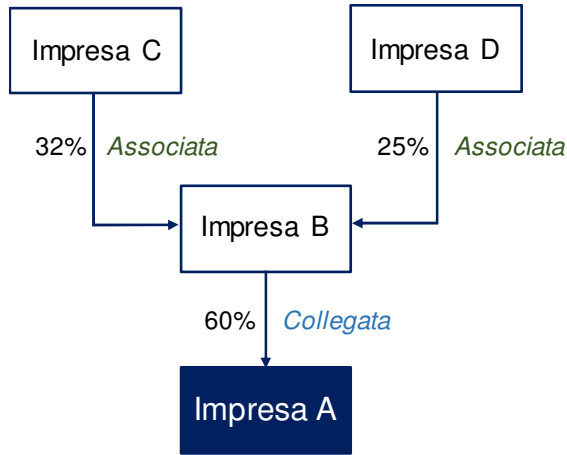 Impresa C
Impresa D
32% Associata
25% Associata
Impresa B
60% Collegata
Impresa A